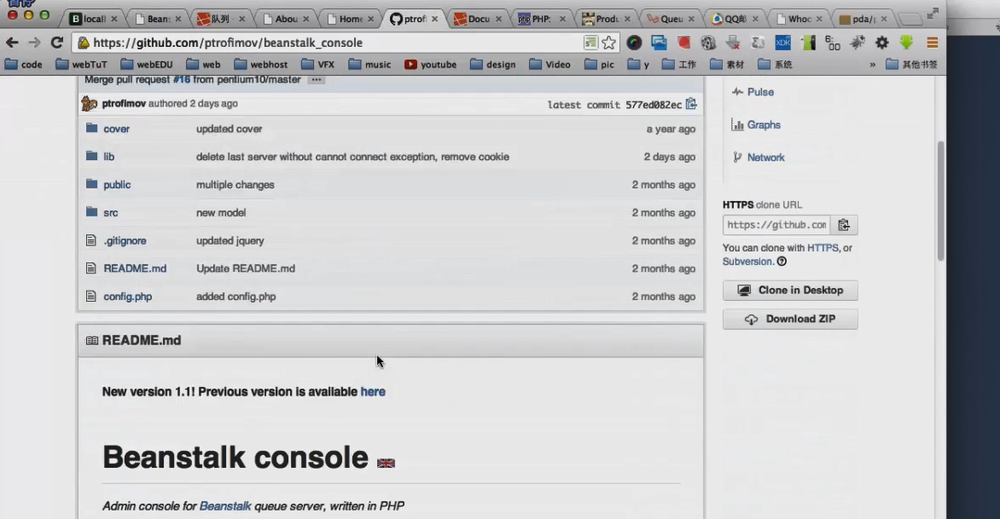 locall
Bean:
队列 -
Abou
Home
ptrof
Docu
PHP:
Prod
Queu
QQ邮
Whoc
pda/
https://github.com/ptrofimov/beanstalk_console
code
webTuT
webEDU
web
webhost
VFX
music
youtube
design
Video
pic
y
工作
素材
系统
»
其他书签
Merge pull request #16 from pentium10/master ...
ptrofimov authored 2 days ago
latest commit 577ed082ec
cover updated cover a year ago
lib delete last server without cannot connect exception, remove cookie 2 days ago
public multiple changes 2 months ago
src new model 2 months ago
.gitignore updated jquery 2 months ago
README.md Update README.md 2 months ago
config.php added config.php 2 months ago
README.md
New version 1.1! Previous version is available here
Beanstalk console
Admin console for Beanstalk queue server, written in PHP
Pulse
Graphs
Network
HTTPS clone URL
https://github.com
You can clone with HTTPS, or
Subversion.
Clone in Desktop
Download ZIP